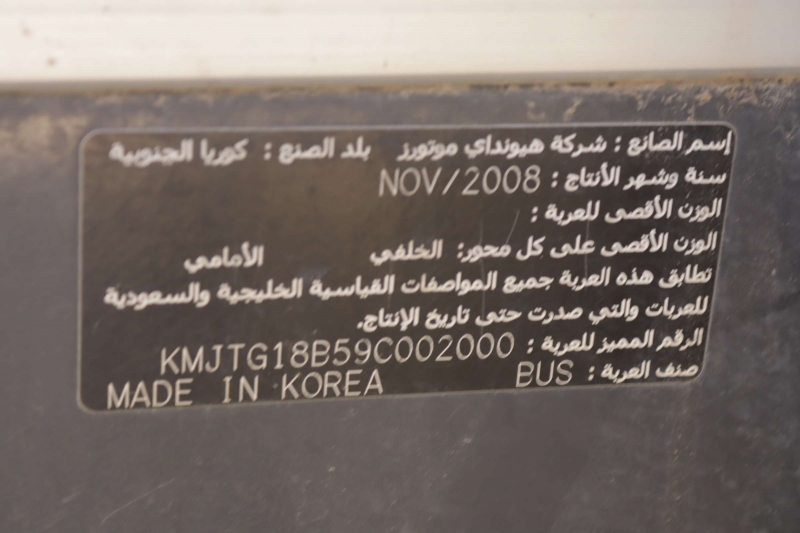 إسم الصانع : شركة هيونداي موتورز بلد الصنع : كوريا الجنوبية
سنة وشهر الأنتاج : NOV/2008
الوزن الأقصى للعربة :
الوزن الأقصى على كل محور: الخلفي الأمامي
تطابق هذه العربة جميع المواصفات القياسية الخليجية والسعودية
للعربات والتي صدرت حتى تاريخ الإنتاج.
الرقم المميز للعربة : KMJTG18B59C002000
صنف العربة : BUS MADE IN KOREA